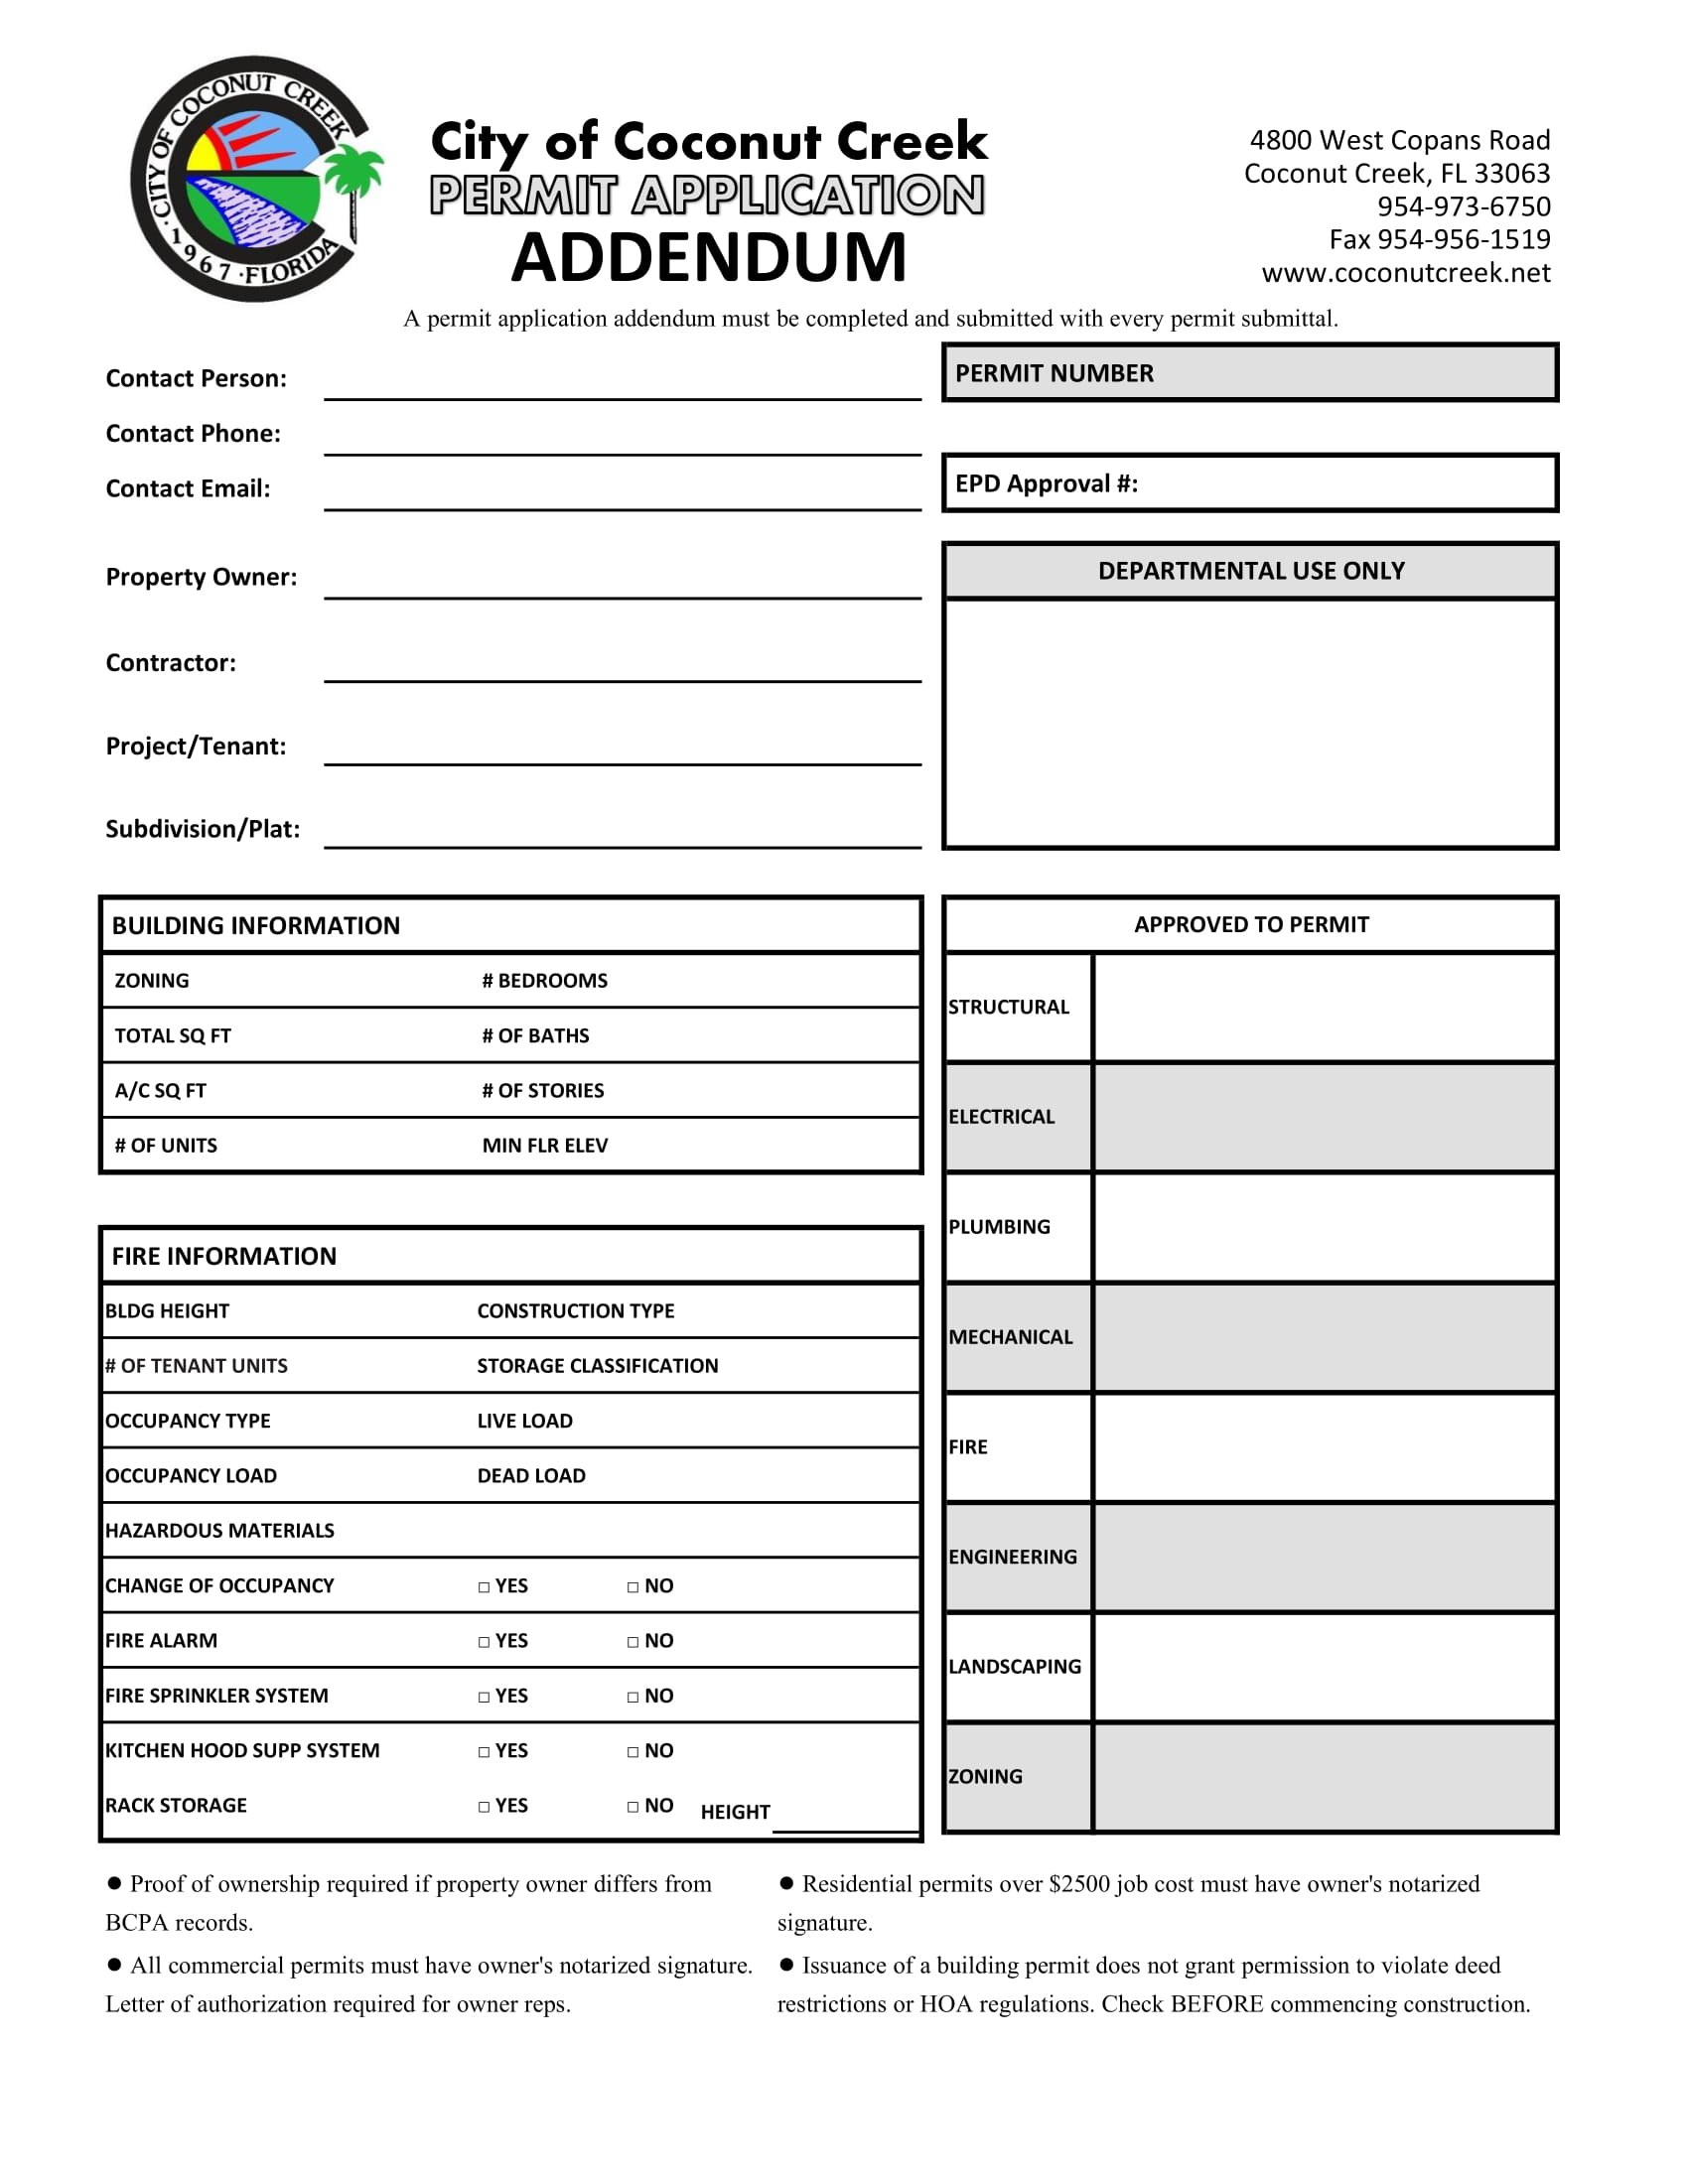 CITY OF COCONUT CREEK
· 1967 · FLORIDA
City of Coconut Creek
PERMIT APPLICATION
ADDENDUM
4800 West Copans Road
Coconut Creek, FL 33063
954-973-6750
Fax 954-956-1519
www.coconutcreek.net
A permit application addendum must be completed and submitted with every permit submittal.
Contact Person:
Contact Phone:
Contact Email:
Property Owner:
Contractor:
Project/Tenant:
Subdivision/Plat:
PERMIT NUMBER
EPD Approval #:
DEPARTMENTAL USE ONLY
BUILDING INFORMATION
ZONING # BEDROOMS
TOTAL SQ FT # OF BATHS
A/C SQ FT # OF STORIES
# OF UNITS MIN FLR ELEV
FIRE INFORMATION
BLDG HEIGHT CONSTRUCTION TYPE
# OF TENANT UNITS STORAGE CLASSIFICATION
OCCUPANCY TYPE LIVE LOAD
OCCUPANCY LOAD DEAD LOAD
HAZARDOUS MATERIALS
CHANGE OF OCCUPANCY □ YES □ NO
FIRE ALARM □ YES □ NO
FIRE SPRINKLER SYSTEM □ YES □ NO
KITCHEN HOOD SUPP SYSTEM □ YES □ NO
RACK STORAGE □ YES □ NO HEIGHT
APPROVED TO PERMIT
STRUCTURAL
ELECTRICAL
PLUMBING
MECHANICAL
FIRE
ENGINEERING
LANDSCAPING
ZONING
● Proof of ownership required if property owner differs from
BCPA records.
● All commercial permits must have owner's notarized signature.
Letter of authorization required for owner reps.
● Residential permits over $2500 job cost must have owner's notarized
signature.
● Issuance of a building permit does not grant permission to violate deed
restrictions or HOA regulations. Check BEFORE commencing construction.